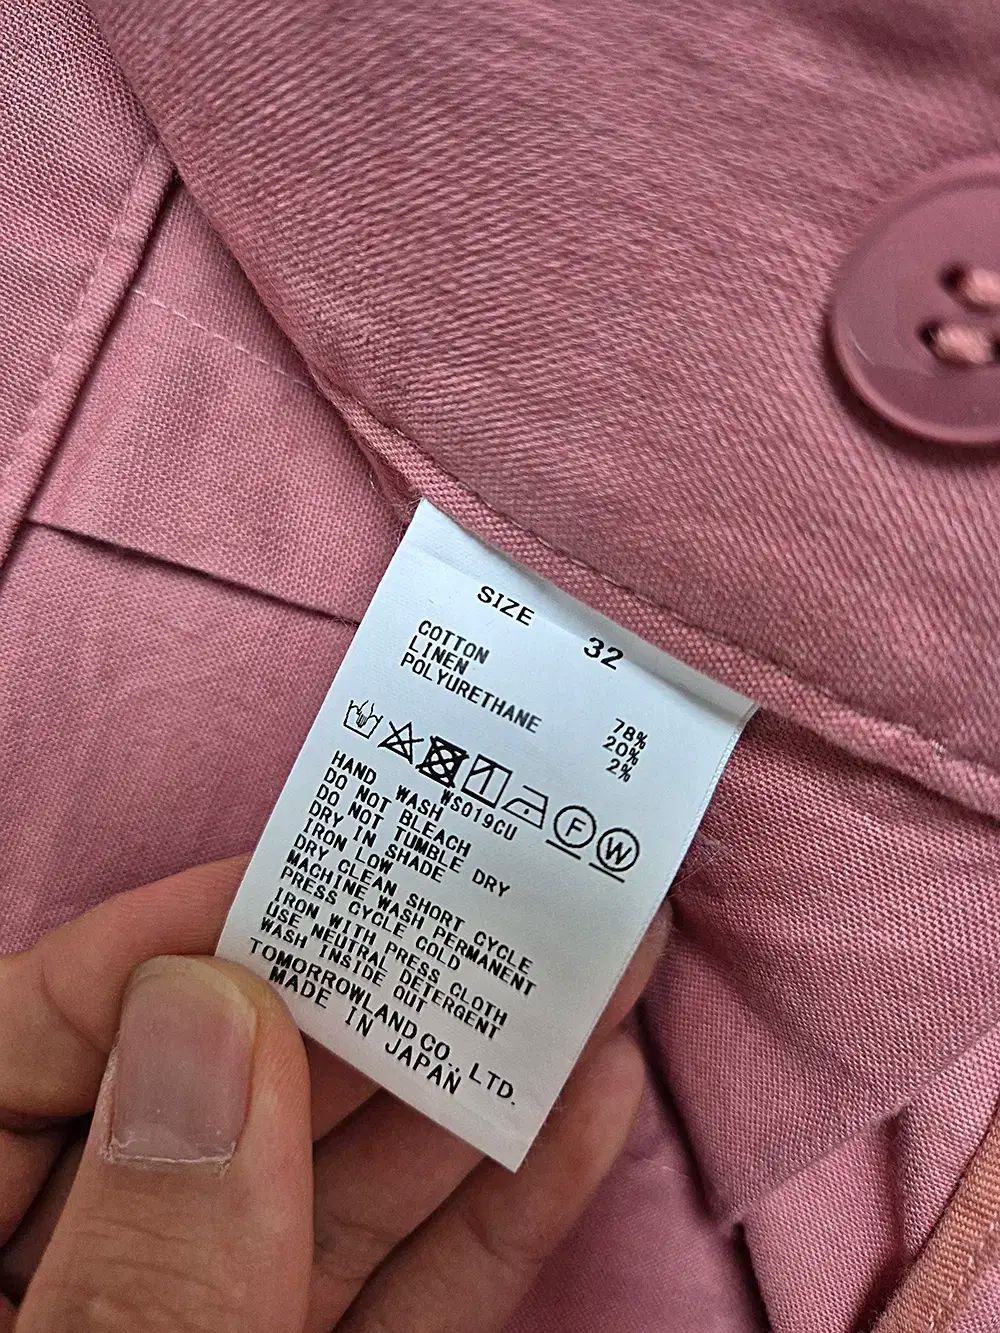 SIZE 32
COTTON 78%
LINEN 20%
POLYURETHANE 2%
F W
WS019CU
HAND WASH
DO NOT BLEACH
DO NOT TUMBLE DRY
DRY IN SHADE
IRON LOW
DRY CLEAN SHORT CYCLE
MACHINE WASH PERMANENT
PRESS CYCLE COLD
IRON WITH PRESS CLOTH
USE NEUTRAL DETERGENT
WASH INSIDE OUT
TOMORROWLAND CO., LTD.
MADE IN JAPAN